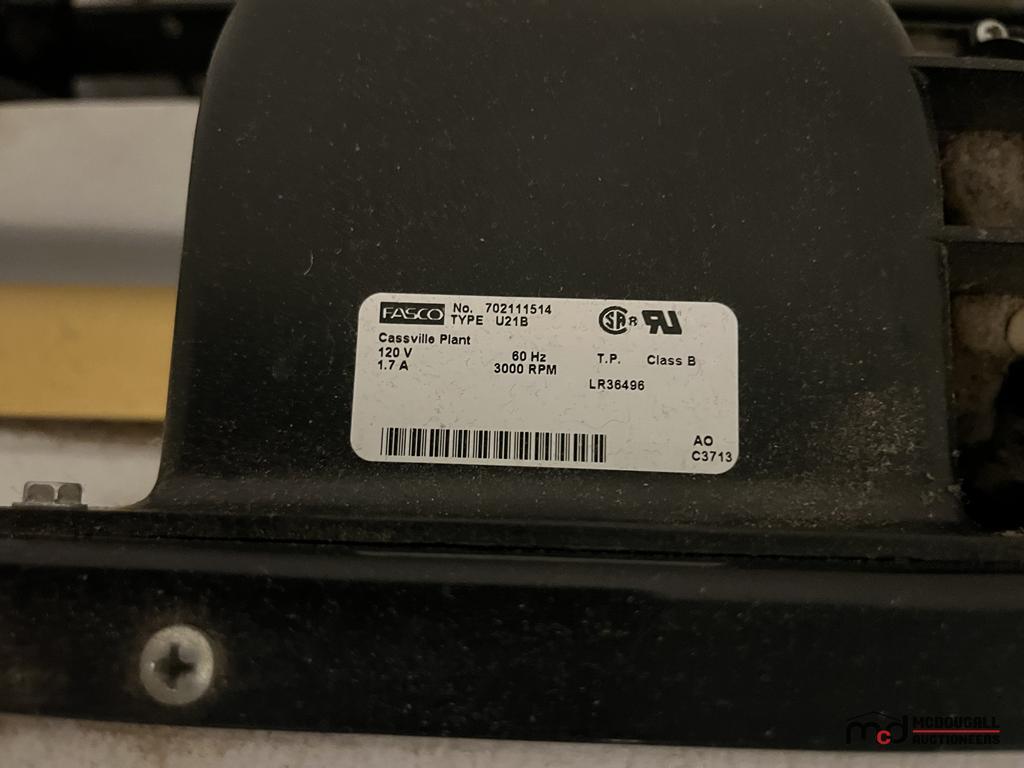 FASCO No. 702111514
TYPE U21B
Cassville Plant
120 V 60 Hz T.P. Class B
1.7 A 3000 RPM
LR36496
AO
C3713
mcd MCDOUGALL
AUCTIONEERS